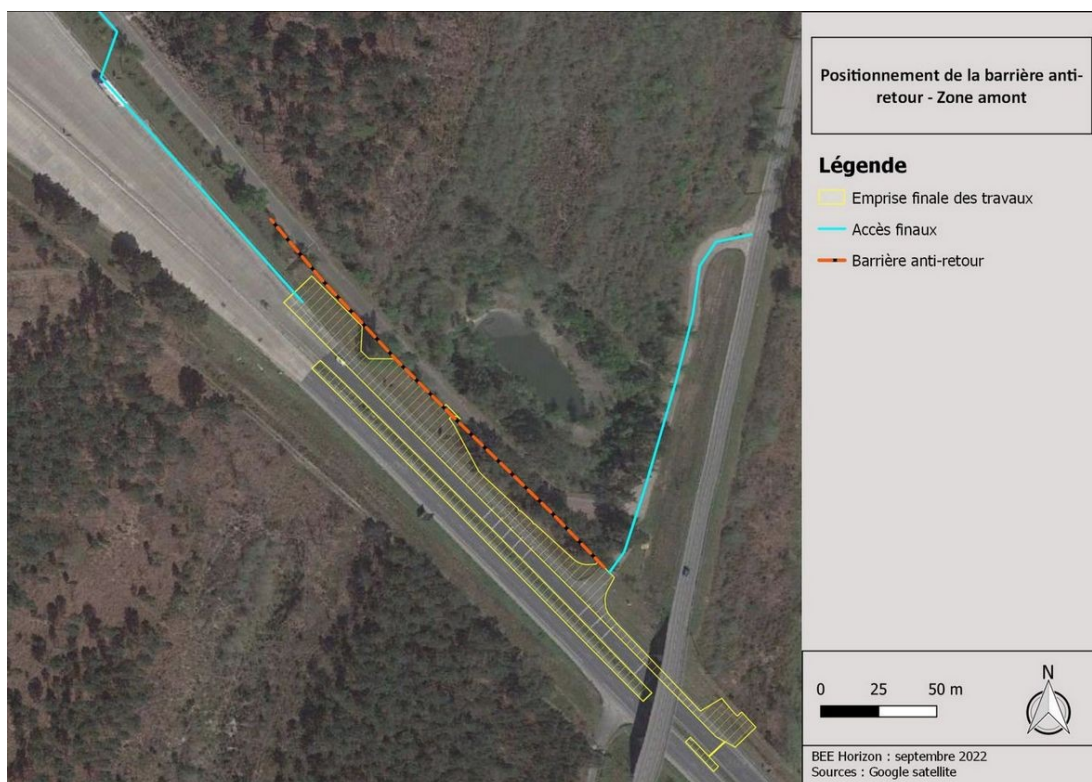 Positionnement de la barrière anti-
retour - Zone amont
Légende
Emprise finale des travaux
Accès finaux
Barrière anti-retour
0 25 50 m
N
BEE Horizon : septembre 2022
Sources : Google satellite